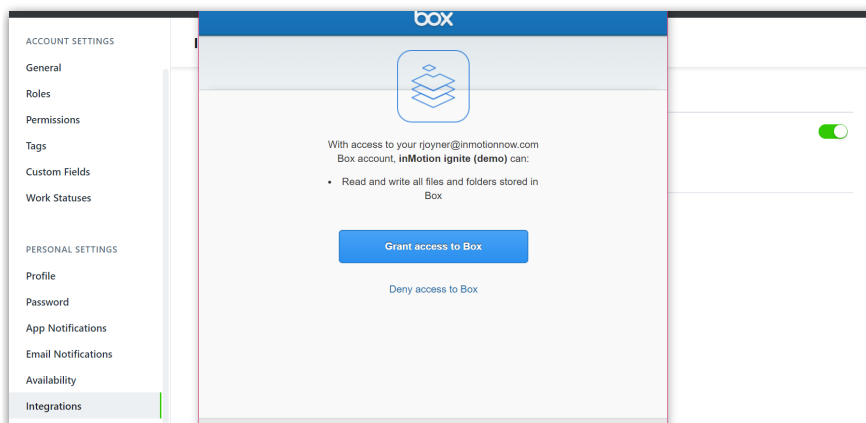 ACCOUNT SETTINGS
General
Roles
Permissions
Tags
Custom Fields
Work Statuses
PERSONAL SETTINGS
Profile
Password
App Notifications
Email Notifications
Availability
Integrations
box
With access to your rjoyner@inmotionnow.com
Box account, inMotion ignite (demo) can:
• Read and write all files and folders stored in
Box
Grant access to Box
Deny access to Box